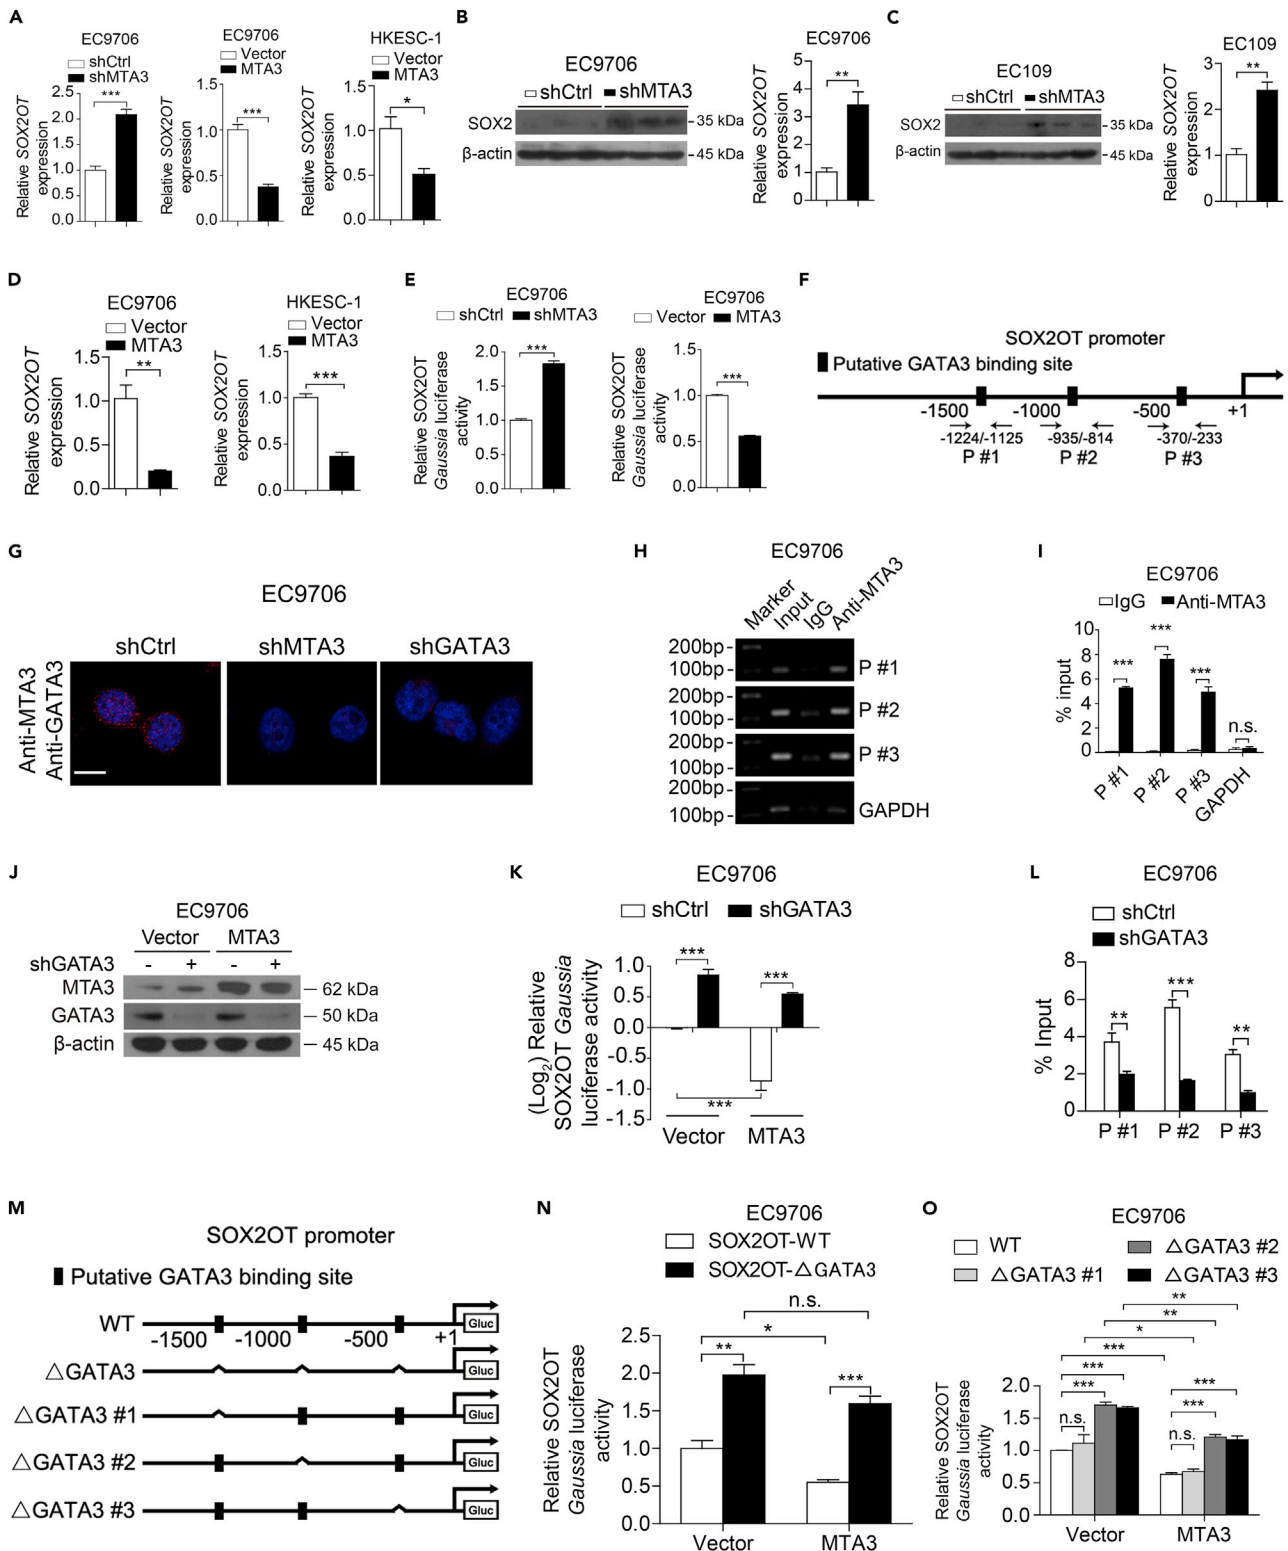 A
EC9706
shCtrl
shMTA3
Relative SOX2OT
expression
2.5
2.0
1.5
1.0
0.5
0.0
***
EC9706
Vector
MTA3
Relative SOX2OT
expression
1.5
1.0
0.5
0.0
***
HKESC-1
Vector
MTA3
Relative SOX2OT
expression
1.5
1.0
0.5
0.0
*
B
EC9706
shCtrl shMTA3
SOX2 -35 kDa
β-actin -45 kDa
EC9706
Relative SOX2OT
expression
5
4
3
2
1
0
**
C
EC109
shCtrl shMTA3
SOX2 -35 kDa
β-actin -45 kDa
EC109
Relative SOX2OT
expression
3
2
1
0
**
D
EC9706
Vector
MTA3
Relative SOX2OT
expression
1.5
1.0
0.5
0.0
**
HKESC-1
Vector
MTA3
Relative SOX2OT
expression
1.5
1.0
0.5
0.0
***
E
EC9706
shCtrl shMTA3
Relative SOX2OT
Gaussia luciferase
activity
2.0
1.5
1.0
0.5
0.0
***
EC9706
Vector MTA3
Relative SOX2OT
Gaussia luciferase
activity
1.5
1.0
0.5
0.0
***
F
SOX2OT promoter
Putative GATA3 binding site
-1500 -1000 -500 +1
-1224/-1125 -935/-814 -370/-233
P #1 P #2 P #3
G
EC9706
shCtrl shMTA3 shGATA3
Anti-MTA3
Anti-GATA3
H
EC9706
Marker Input IgG Anti-MTA3
200bp-
100bp- P #1
200bp-
100bp- P #2
200bp-
100bp- P #3
200bp-
100bp- GAPDH
I
EC9706
IgG Anti-MTA3
% input
10
8
6
4
2
0
*** *** *** n.s.
P #1 P #2 P #3 GAPDH
J
EC9706
Vector MTA3
shGATA3 - + - +
MTA3 — 62 kDa
GATA3 — 50 kDa
β-actin — 45 kDa
K
EC9706
shCtrl shGATA3
(Log2) Relative
SOX2OT Gaussia
luciferase activity
1.0
0.5
0.0
-0.5
-1.0
-1.5
*** *** ***
Vector MTA3
L
EC9706
shCtrl
shGATA3
% Input
8
6
4
2
0
** *** **
P #1 P #2 P #3
M
SOX2OT promoter
Putative GATA3 binding site
WT Gluc
-1500 -1000 -500 +1
△GATA3 Gluc
△GATA3 #1 Gluc
△GATA3 #2 Gluc
△GATA3 #3 Gluc
N
EC9706
SOX2OT-WT
SOX2OT-△GATA3
Relative SOX2OT
Gaussia luciferase
activity
2.5
2.0
1.5
1.0
0.5
0.0
n.s.
*
** ***
Vector MTA3
O
EC9706
WT △GATA3 #2
△GATA3 #1 △GATA3 #3
Relative SOX2OT
Gaussia luciferase
activity
2.0
1.5
1.0
0.5
0.0
**
**
*
***
*** ***
*** ***
n.s. n.s.
Vector MTA3